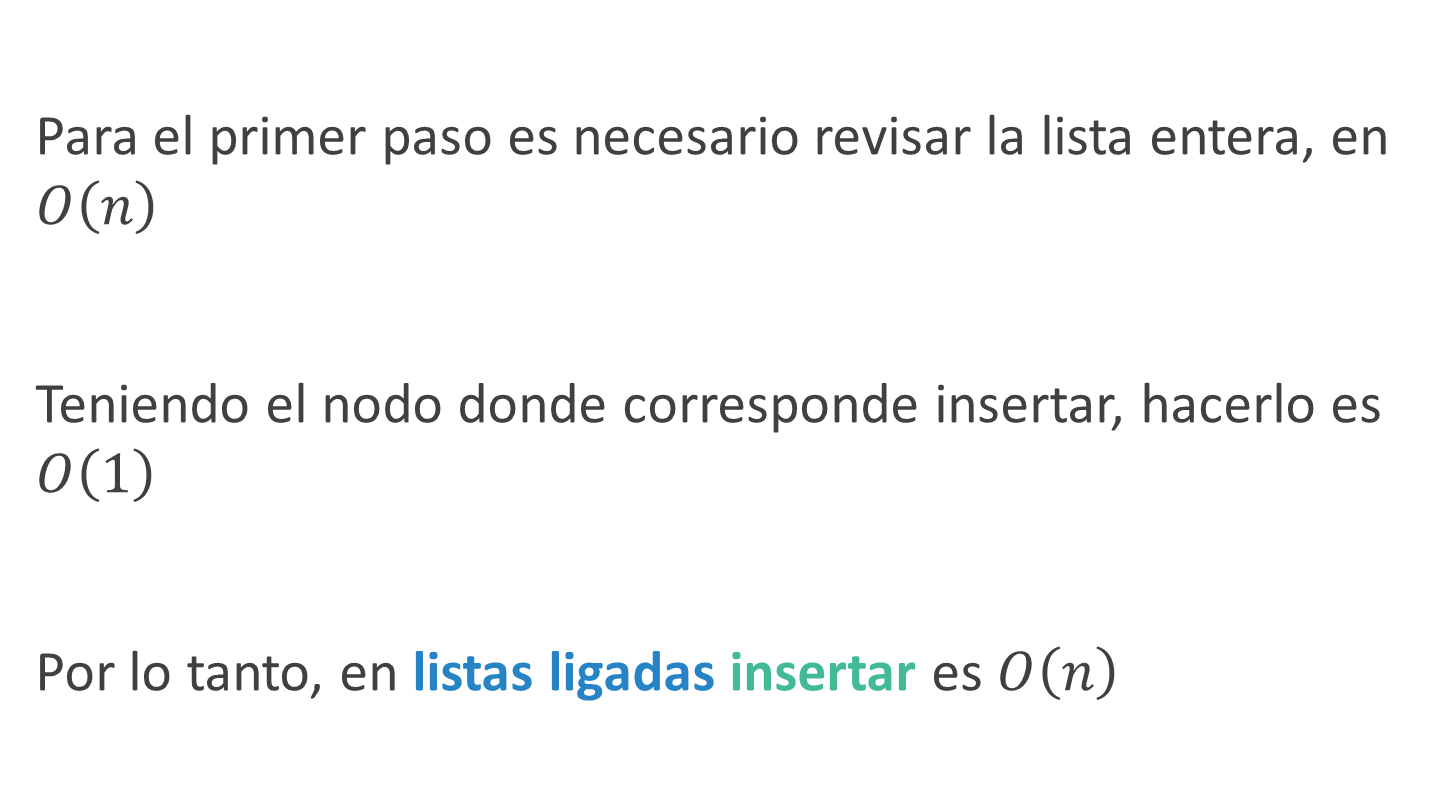 Para el primer paso es necesario revisar la lista entera, en
O(n)
Teniendo el nodo donde corresponde insertar, hacerlo es
O(1)
Por lo tanto, en listas ligadas insertar es O(n)